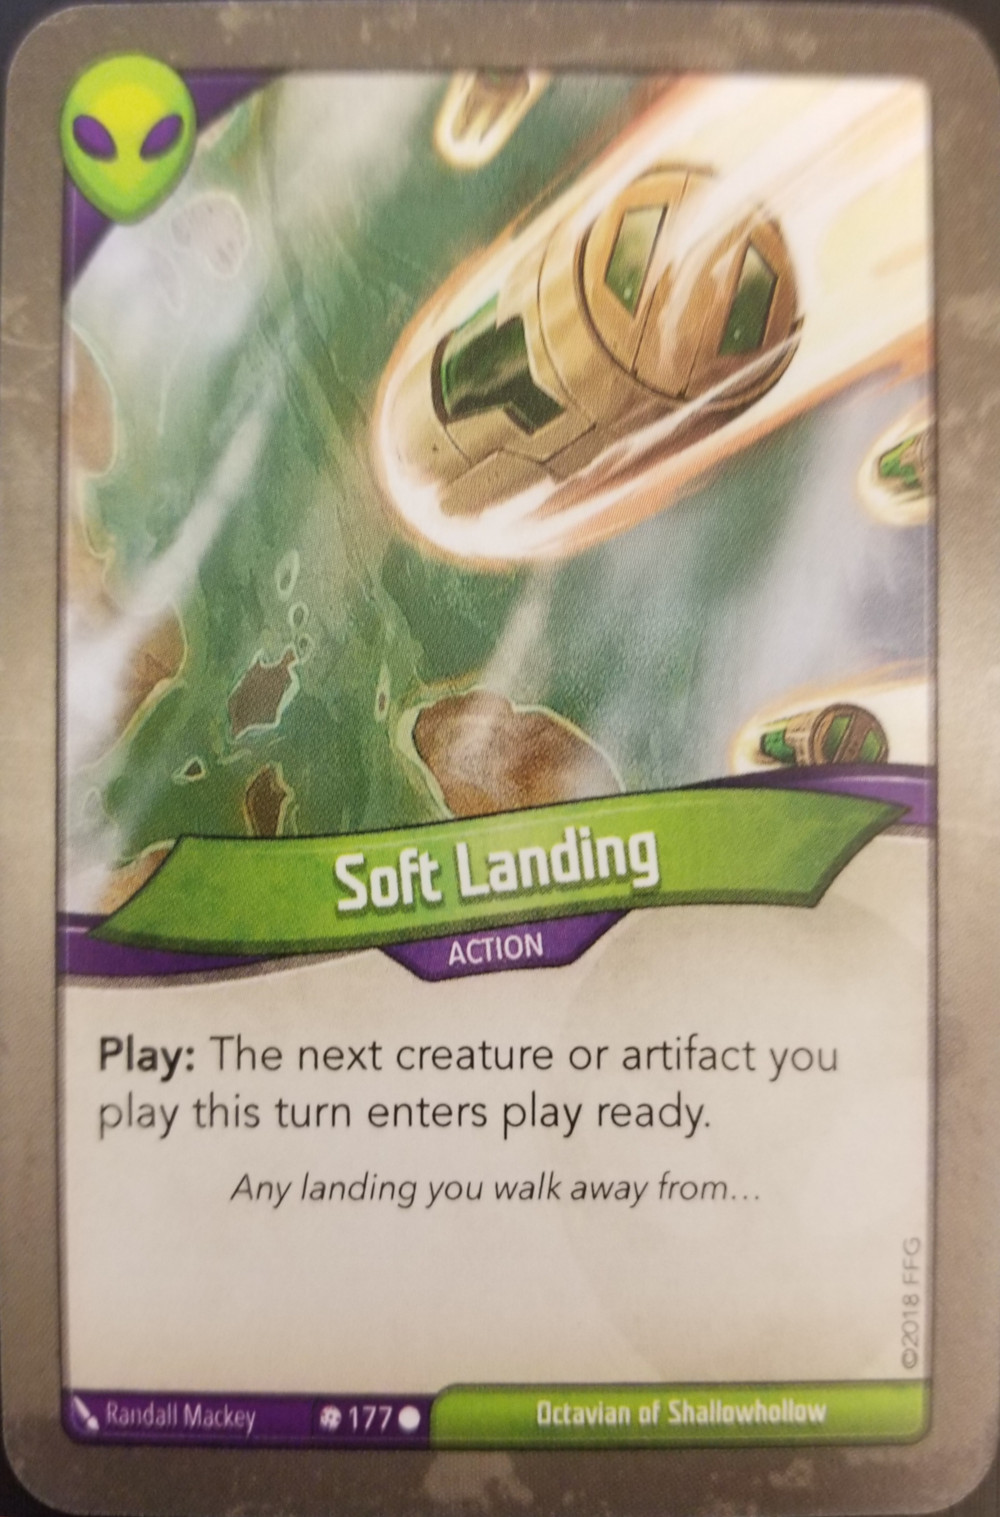 Soft Landing
ACTION
Play: The next creature or artifact you
play this turn enters play ready.
Any landing you walk away from...
©2018 FFG
Randall Mackey
177
Octavian of Shallowhollow